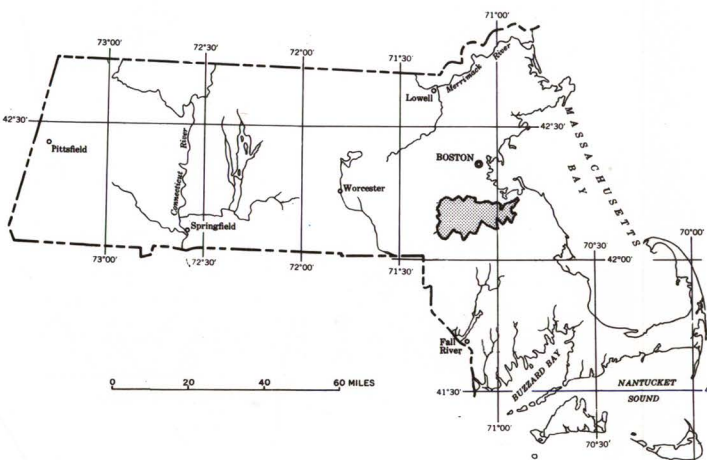 71°00'
73°00'
72°30'
71°30'
Merrimack River
Lowell
42°30'
42°30'
Pittsfield
BOSTON
MASSACHUSETTS BAY
Connecticut River
Worcester
Springfield
70°00'
73°00'
72°30'
72°00'
71°30'
70°30'
42°00'
Fall
River
BUZZARD BAY
NANTUCKET
SOUND
0 20 40 60 MILES
41°30'
71°00'
70°30'